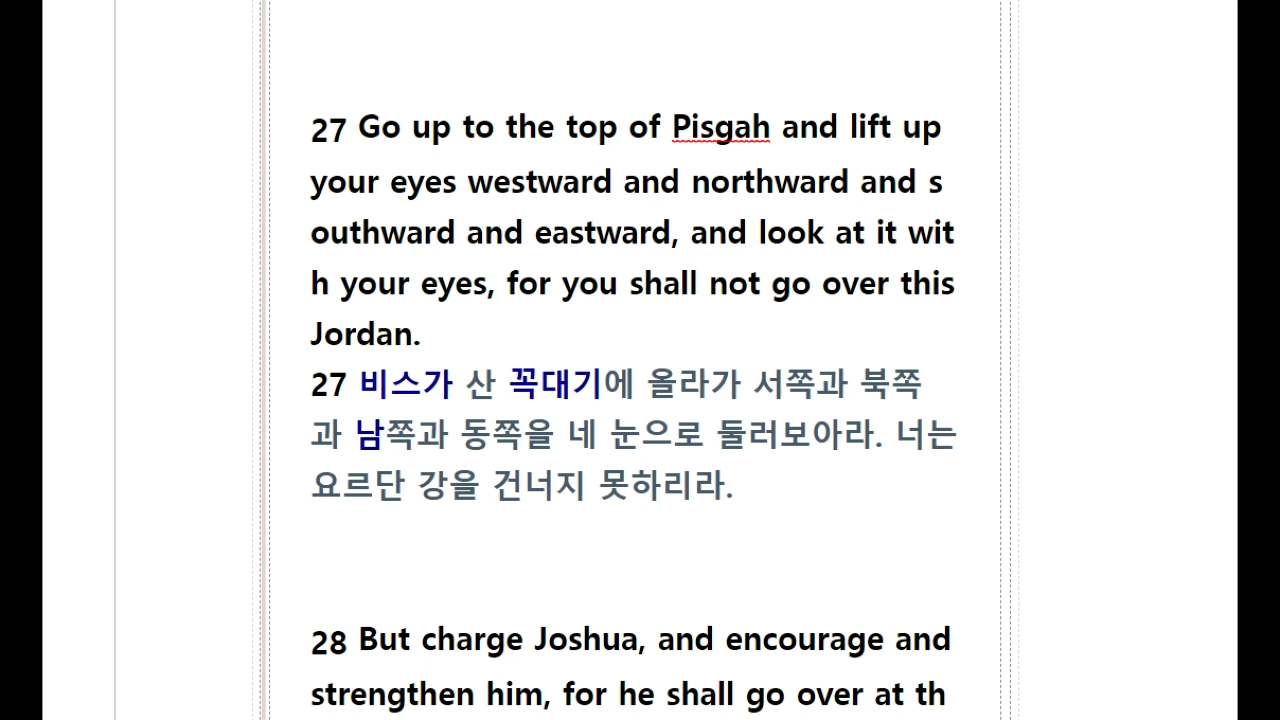 27 Go up to the top of Pisgah and lift up
your eyes westward and northward and s
outhward and eastward, and look at it wit
h your eyes, for you shall not go over this
Jordan.
27 비스가 산 꼭대기에 올라가 서쪽과 북쪽
과 남쪽과 동쪽을 네 눈으로 둘러보아라. 너는
요르단 강을 건너지 못하리라.
28 But charge Joshua, and encourage and
strengthen him, for he shall go over at th